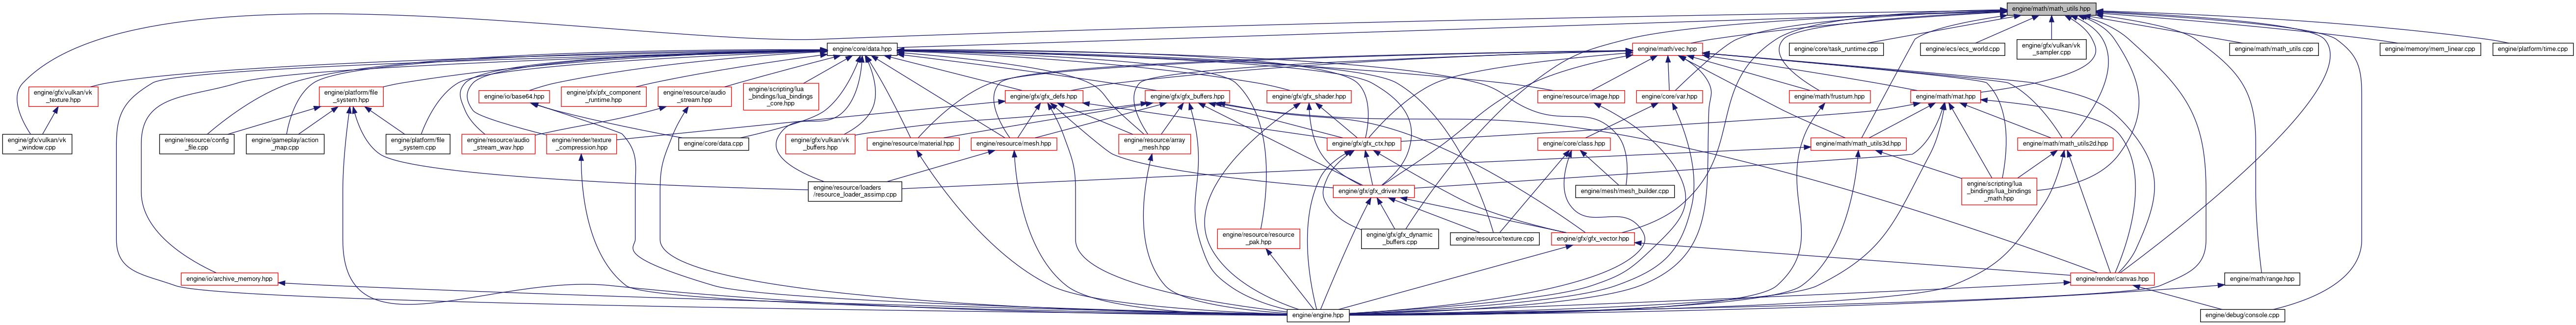 engine/math/math_utils.hpp
engine/core/data.hpp
engine/math/vec.hpp
engine/core/task_runtime.cpp
engine/ecs/ecs_world.cpp
engine/gfx/vulkan/vk
_sampler.cpp
engine/math/math_utils.cpp
engine/memory/mem_linear.cpp
engine/platform/time.cpp
engine/gfx/vulkan/vk
_texture.hpp
engine/platform/file
_system.hpp
engine/io/base64.hpp
engine/gfx/pfx_component
_runtime.hpp
engine/resource/audio
_stream.hpp
engine/scripting/lua
_bindings/lua_bindings
_core.hpp
engine/gfx/gfx_defs.hpp
engine/gfx/gfx_buffers.hpp
engine/gfx/gfx_shader.hpp
engine/resource/image.hpp
engine/core/var.hpp
engine/math/frustum.hpp
engine/math/mat.hpp
engine/gfx/vulkan/vk
_window.cpp
engine/resource/config
_file.cpp
engine/gameplay/action
_map.cpp
engine/platform/file
_system.cpp
engine/resource/audio
_stream_wav.hpp
engine/render/texture
_compression.hpp
engine/core/data.cpp
engine/gfx/vulkan/vk
_buffers.hpp
engine/resource/material.hpp
engine/resource/mesh.hpp
engine/resource/array
_mesh.hpp
engine/gfx/gfx_ctx.hpp
engine/core/class.hpp
engine/math/math_utils3d.hpp
engine/math/math_utils2d.hpp
engine/resource/loaders
/resource_loader_assimp.cpp
engine/gfx/gfx_driver.hpp
engine/mesh/mesh_builder.cpp
engine/scripting/lua
_bindings/lua_bindings
_math.hpp
engine/resource/resource
_pak.hpp
engine/gfx/gfx_dynamic
_buffers.cpp
engine/resource/texture.cpp
engine/gfx/gfx_vector.hpp
engine/io/archive_memory.hpp
engine/render/canvas.hpp
engine/math/range.hpp
engine/engine.hpp
engine/debug/console.cpp